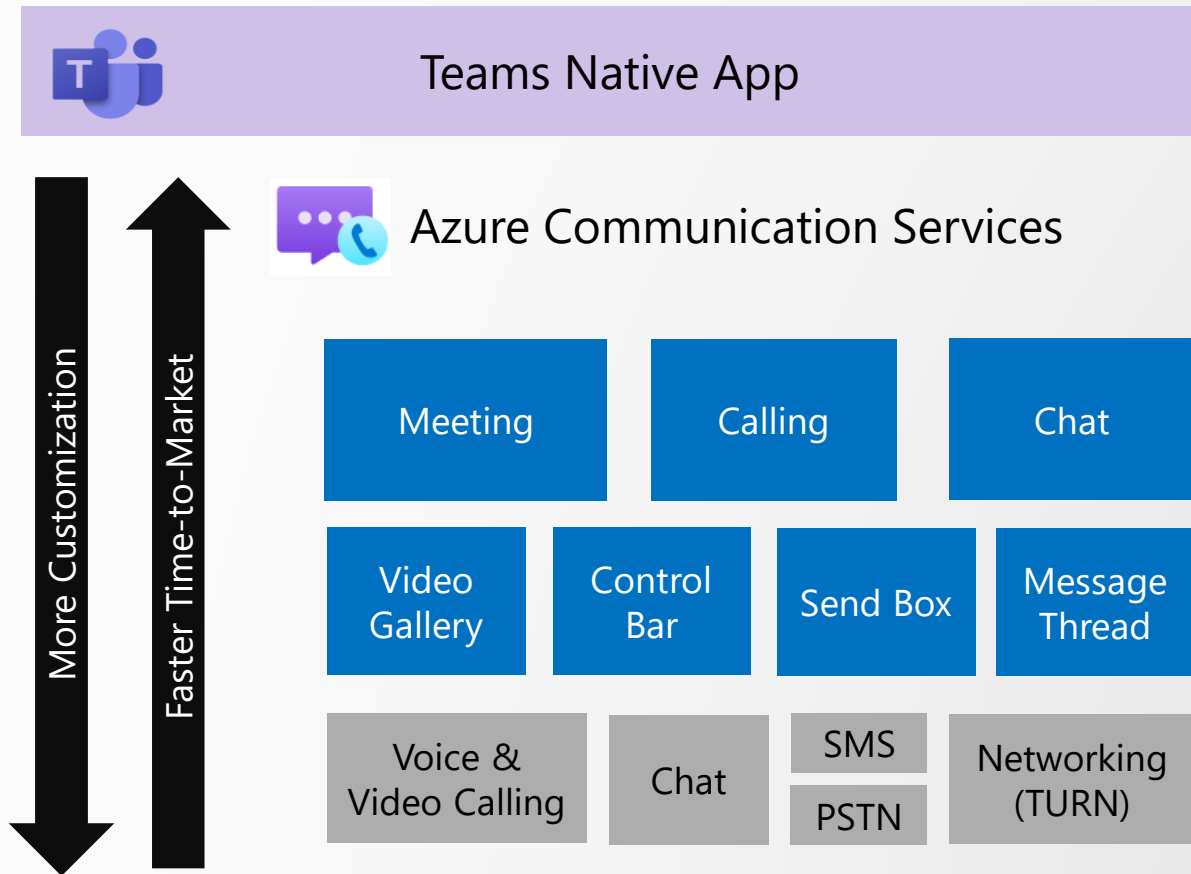 T
Teams Native App
Azure Communication Services
More Customization
Faster Time-to-Market
Meeting
Calling
Chat
Video
Gallery
Control
Bar
Send Box
Message
Thread
Voice &
Video Calling
Chat
SMS
PSTN
Networking
(TURN)